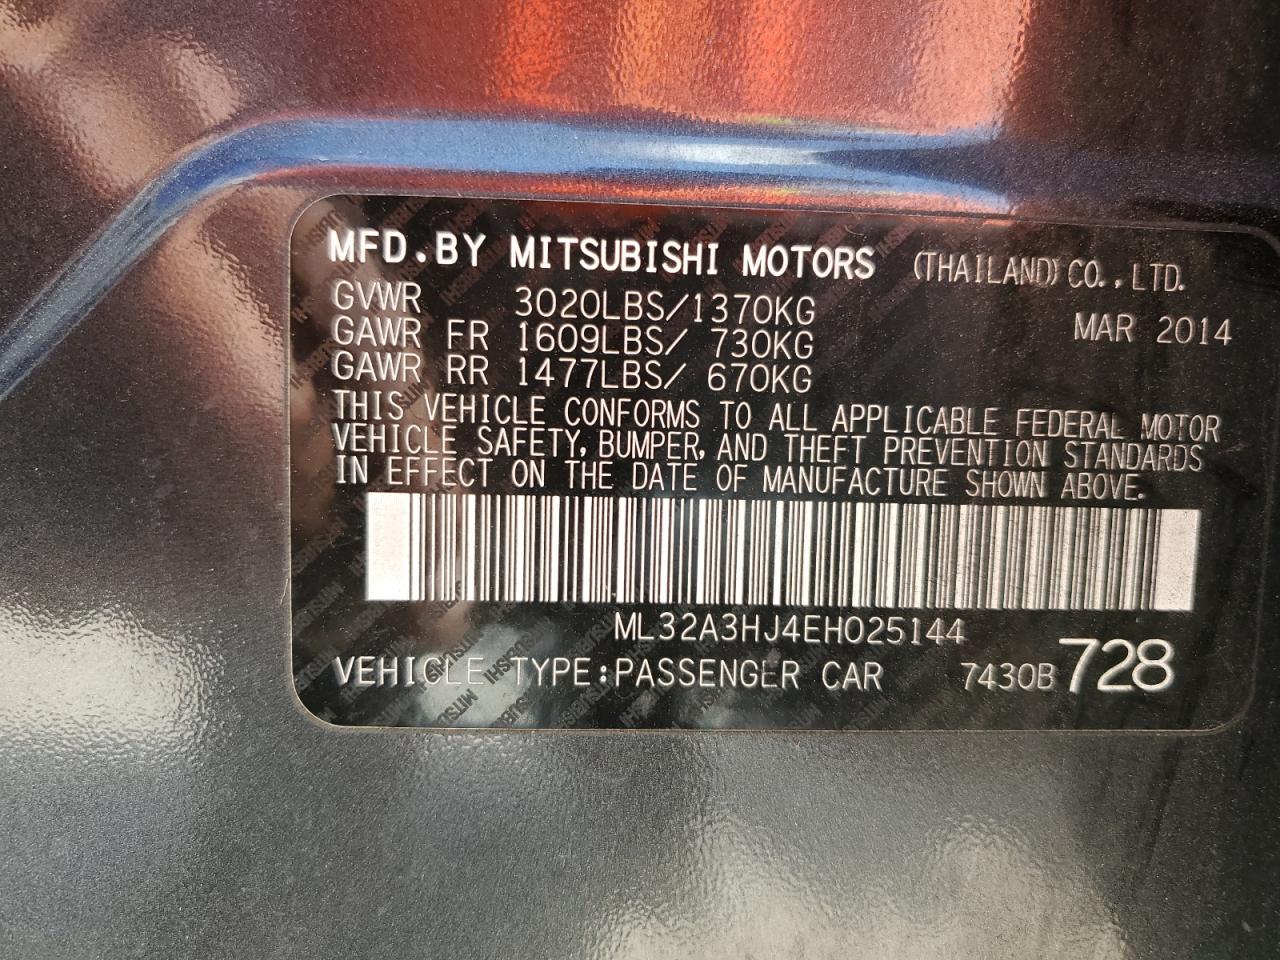 MFD.BY MITSUBISHI MOTORS (THAILAND) CO.,LTD.
GVWR 3020LBS/1370KG
MAR 2014
GAWR FR 1609LBS/ 730KG
GAWR RR 1477LBS/ 670KG
THIS VEHICLE CONFORMS TO ALL APPLICABLE FEDERAL MOTOR
VEHICLE SAFETY, BUMPER, AND THEFT PREVENTION STANDARDS
IN EFFECT ON THE DATE OF MANUFACTURE SHOWN ABOVE.
ML32A3HJ4EH025144
VEHICLE TYPE:PASSENGER CAR 7430B 728